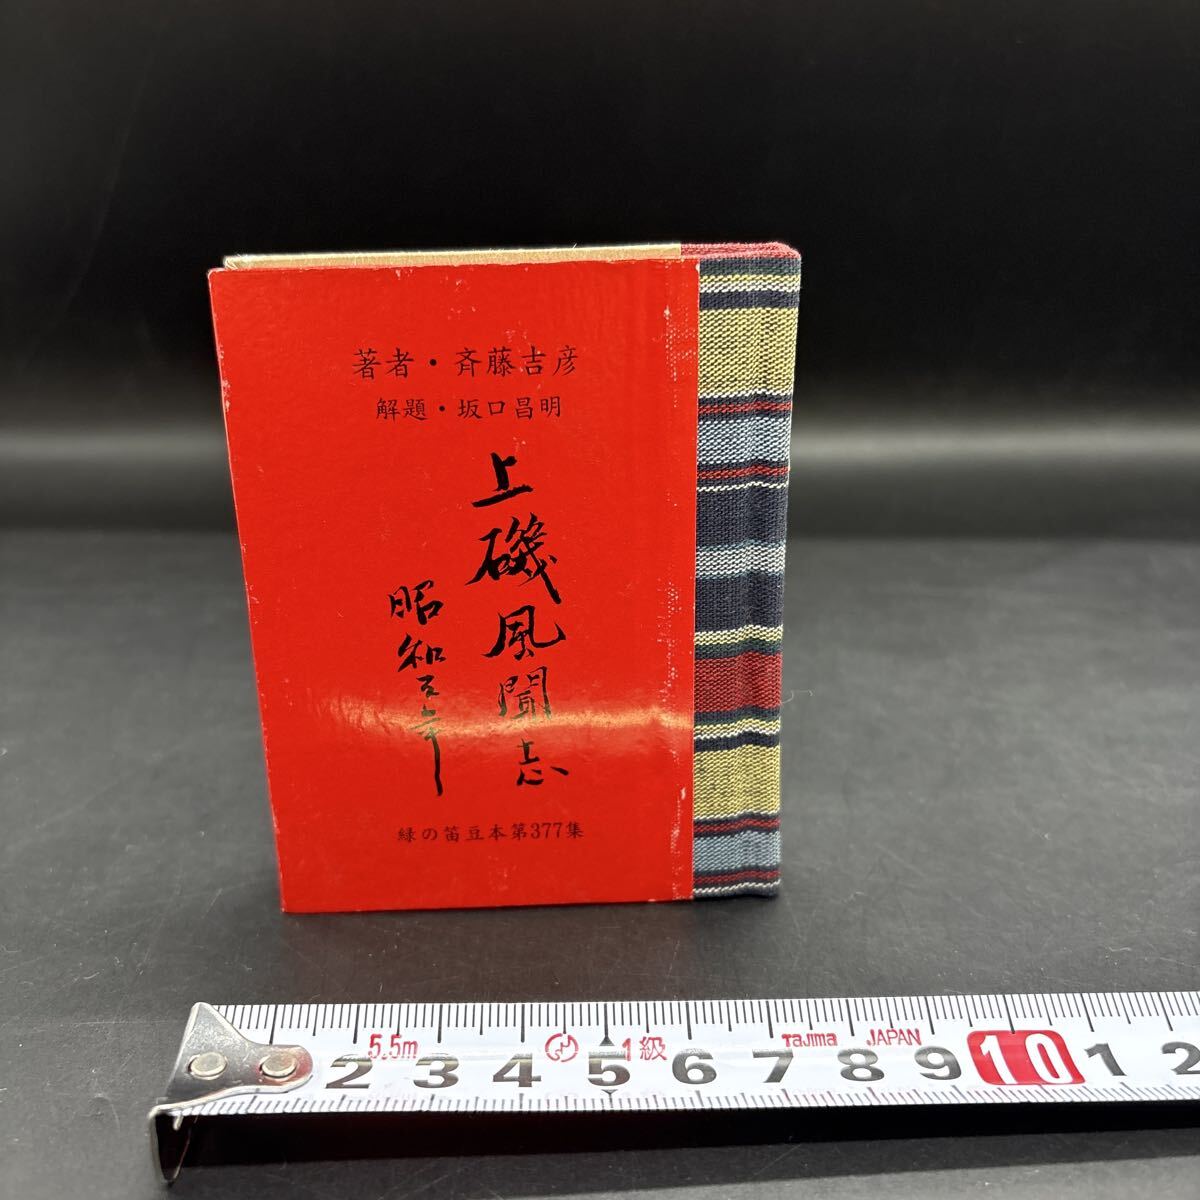 著者・斉藤吉彦
解題・坂口昌明
上磯風聞志
昭和五年
緑の笛豆本第377集
5.5m 1級 Tajima JAPAN
2 3 4 5 6 7 8 9 10 1 2